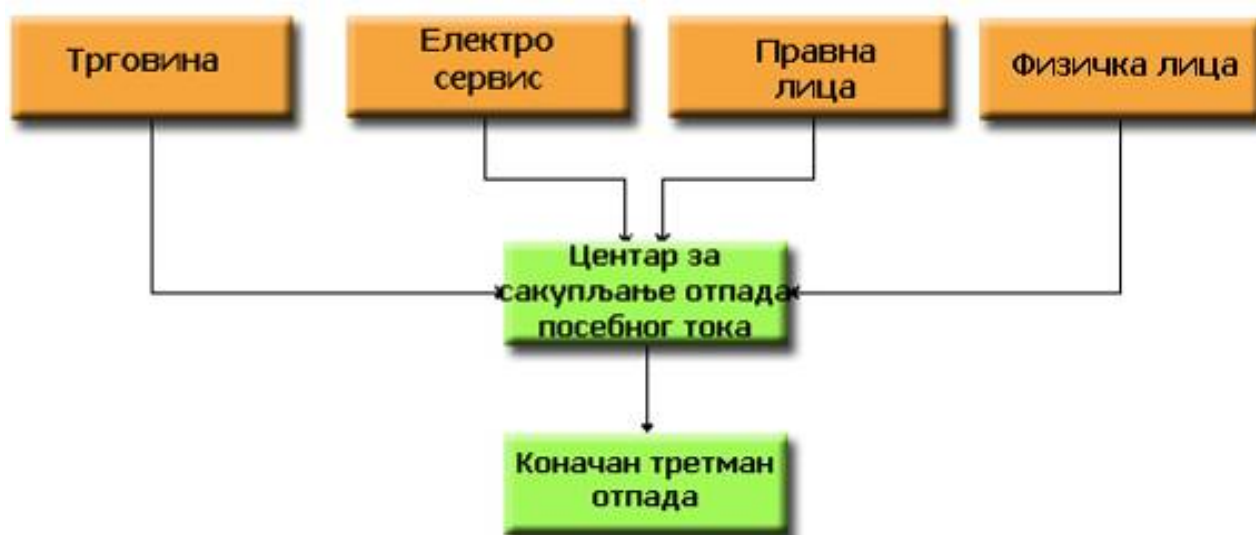 Трговина
Електро
сервис
Правна
лица
Физичка лица
Центар за
сакупљање отпада
посебног тока
Коначан третман
отпада